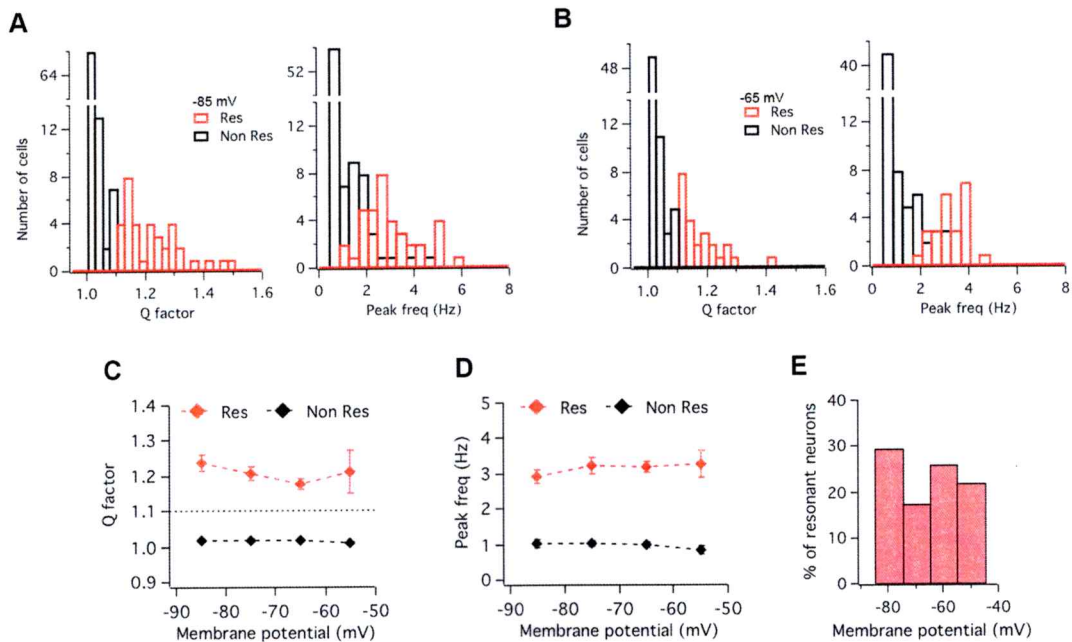 A
B
64
12
8
4
0
Number of cells
-85 mV
Res
Non Res
1.0
1.2
1.4
1.6
Q factor
52
12
8
4
0
0
2
4
6
8
Peak freq (Hz)
48
12
8
4
0
Number of cells
-65 mV
Res
Non Res
1.0
1.2
1.4
1.6
Q factor
40
12
8
4
0
0
2
4
6
8
Peak freq (Hz)
C
Res
Non Res
1.4
1.3
1.2
1.1
1.0
0.9
Q factor
-90
-80
-70
-60
-50
Membrane potential (mV)
D
Res
Non Res
5
4
3
2
1
0
Peak freq (Hz)
-90
-80
-70
-60
-50
Membrane potential (mV)
E
40
30
20
10
0
% of resonant neurons
-80
-60
-40
Membrane potential (mV)